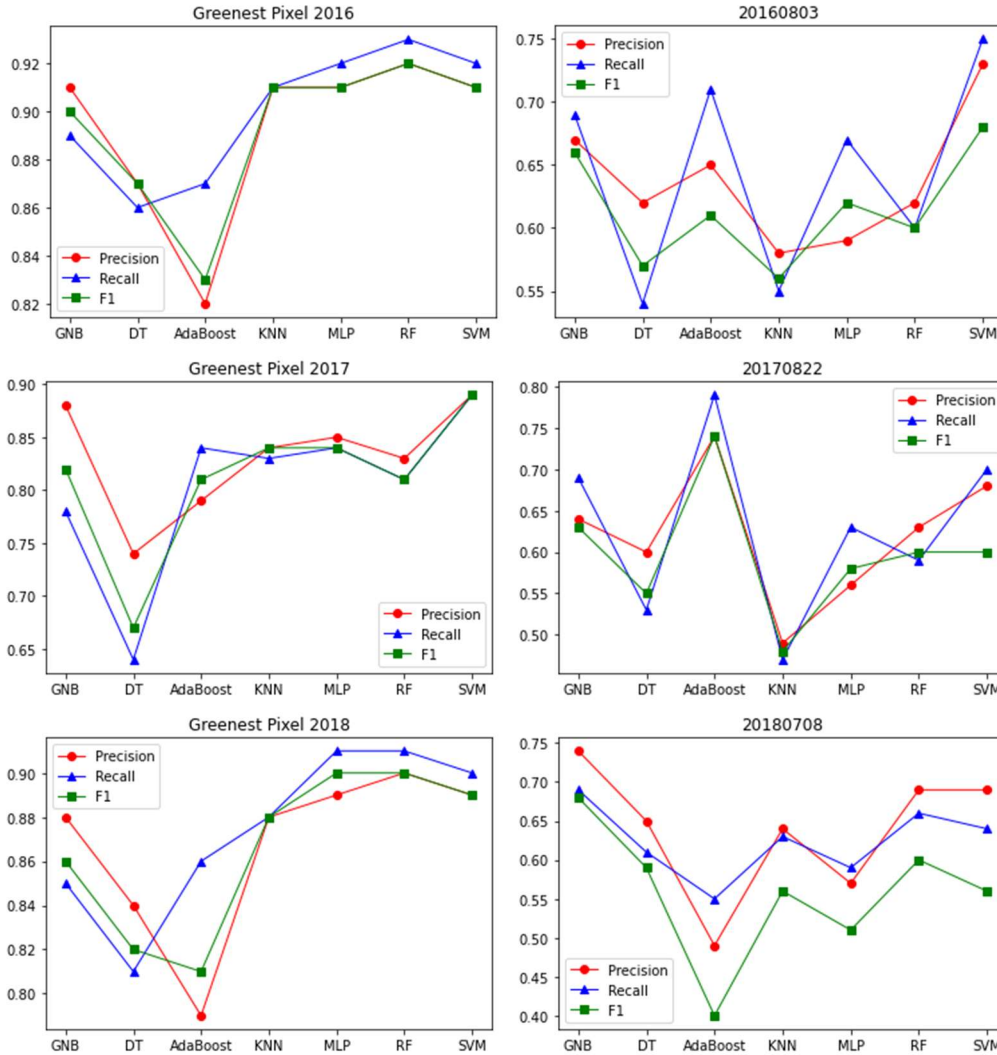 Greenest Pixel 2016
0.92
0.90
0.88
0.86
0.84
0.82
Precision
Recall
F1
GNB DT AdaBoost KNN MLP RF SVM
20160803
0.75
0.70
0.65
0.60
0.55
Precision
Recall
F1
GNB DT AdaBoost KNN MLP RF SVM
Greenest Pixel 2017
0.90
0.85
0.80
0.75
0.70
0.65
Precision
Recall
F1
GNB DT AdaBoost KNN MLP RF SVM
20170822
0.80
0.75
0.70
0.65
0.60
0.55
0.50
Precision
Recall
F1
GNB DT AdaBoost KNN MLP RF SVM
Greenest Pixel 2018
0.90
0.88
0.86
0.84
0.82
0.80
Precision
Recall
F1
GNB DT AdaBoost KNN MLP RF SVM
20180708
0.75
0.70
0.65
0.60
0.55
0.50
0.45
0.40
Precision
Recall
F1
GNB DT AdaBoost KNN MLP RF SVM